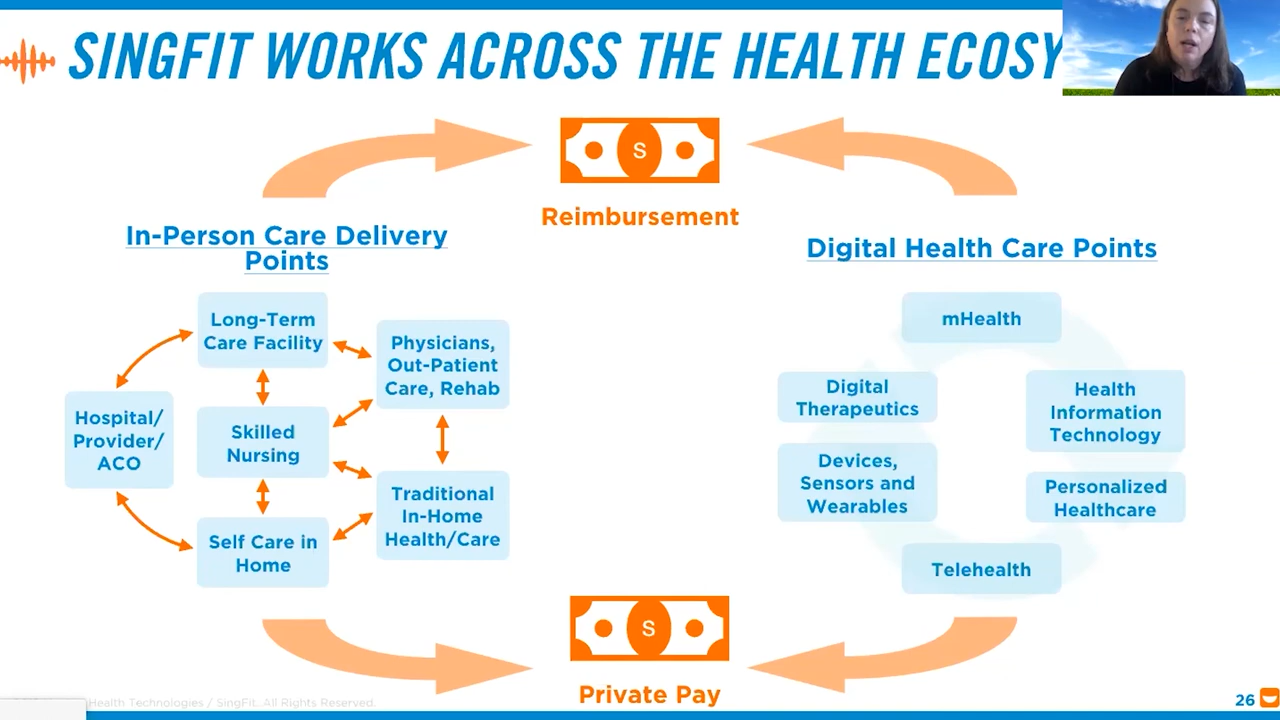 SINGFIT WORKS ACROSS THE HEALTH ECOSY
S
Reimbursement
In-Person Care Delivery
Points
Long-Term
Care Facility
Physicians,
Out-Patient
Care, Rehab
Hospital/
Provider/
ACO
Skilled
Nursing
Traditional
In-Home
Health/Care
Self Care in
Home
Digital Health Care Points
mHealth
Digital
Therapeutics
Health
Information
Technology
Devices,
Sensors and
Wearables
Personalized
Healthcare
Telehealth
S
Private Pay
Health Technologies / SingFit. All Rights Reserved.
26